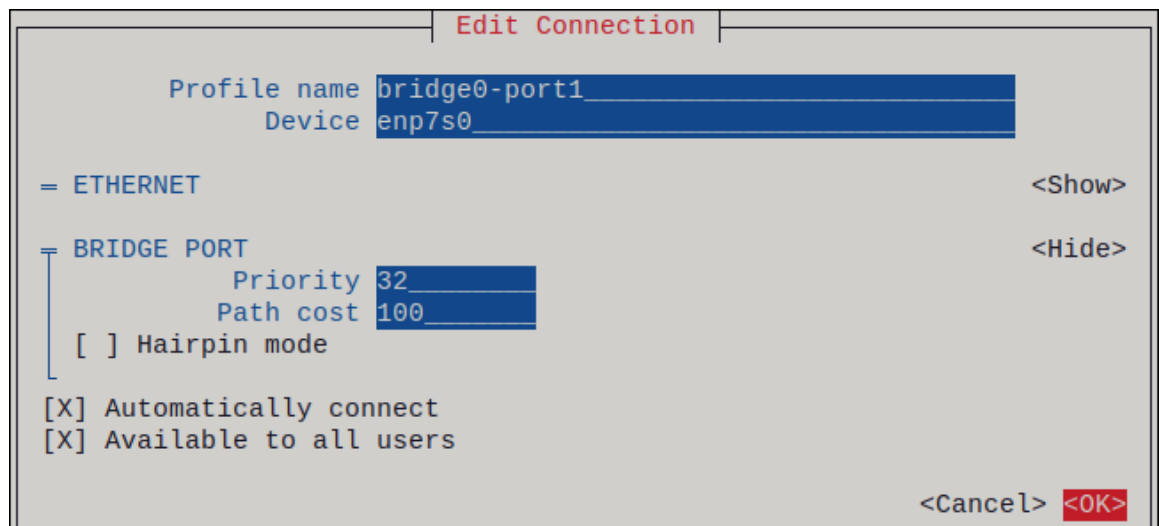 Edit Connection
Profile name bridge0-port1
Device enp7s0
= ETHERNET <Show>
BRIDGE PORT <Hide>
Priority 32
Path cost 100
[ ] Hairpin mode
[X] Automatically connect
[X] Available to all users
<Cancel> <OK>